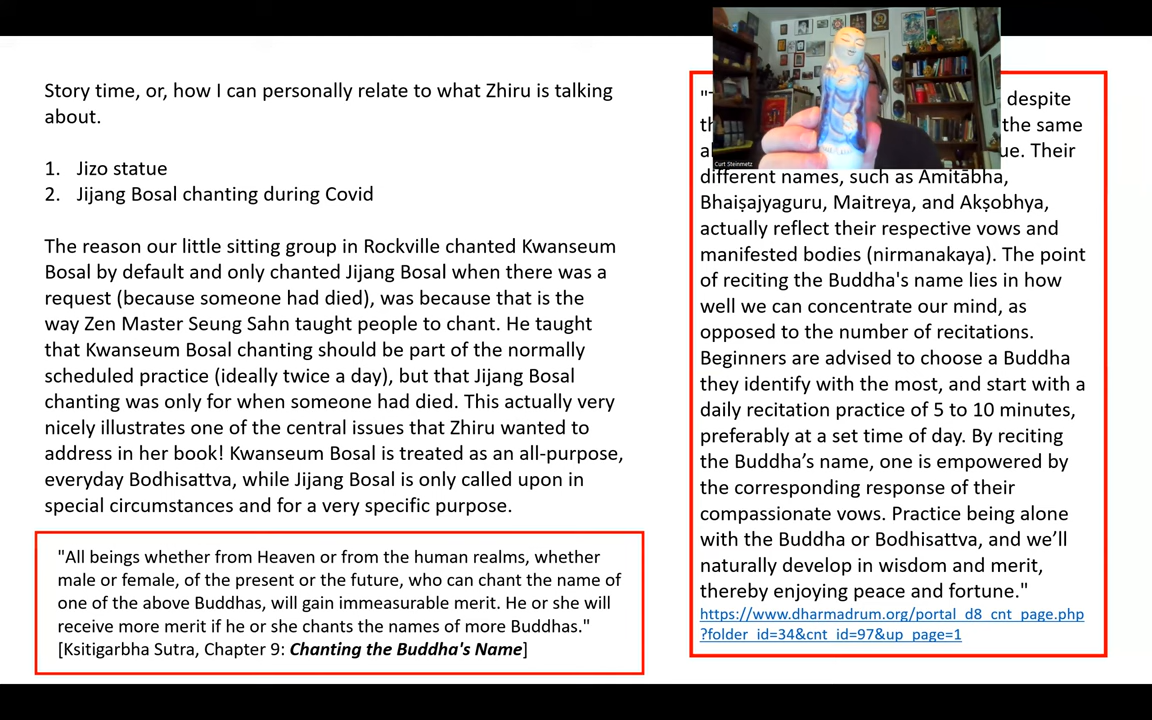 Story time, or, how I can personally relate to what Zhiru is talking
about.
1. Jizo statue
2. Jijang Bosal chanting during Covid
The reason our little sitting group in Rockville chanted Kwanseum
Bosal by default and only chanted Jijang Bosal when there was a
request (because someone had died), was because that is the
way Zen Master Seung Sahn taught people to chant. He taught
that Kwanseum Bosal chanting should be part of the normally
scheduled practice (ideally twice a day), but that Jijang Bosal
chanting was only for when someone had died. This actually very
nicely illustrates one of the central issues that Zhiru wanted to
address in her book! Kwanseum Bosal is treated as an all-purpose,
everyday Bodhisattva, while Jijang Bosal is only called upon in
special circumstances and for a very specific purpose.
"All beings whether from Heaven or from the human realms, whether
male or female, of the present or the future, who can chant the name of
one of the above Buddhas, will gain immeasurable merit. He or she will
receive more merit if he or she chants the names of more Buddhas."
[Ksitigarbha Sutra, Chapter 9: Chanting the Buddha's Name]
Curt Steinmetz
despite
the same
Their
different names, such as Amitābha,
Bhaiṣajyaguru, Maitreya, and Akṣobhya,
actually reflect their respective vows and
manifested bodies (nirmanakaya). The point
of reciting the Buddha's name lies in how
well we can concentrate our mind, as
opposed to the number of recitations.
Beginners are advised to choose a Buddha
they identify with the most, and start with a
daily recitation practice of 5 to 10 minutes,
preferably at a set time of day. By reciting
the Buddha’s name, one is empowered by
the corresponding response of their
compassionate vows. Practice being alone
with the Buddha or Bodhisattva, and we’ll
naturally develop in wisdom and merit,
thereby enjoying peace and fortune."
https://www.dharmadrum.org/portal_d8_cnt_page.php
?folder_id=34&cnt_id=97&up_page=1